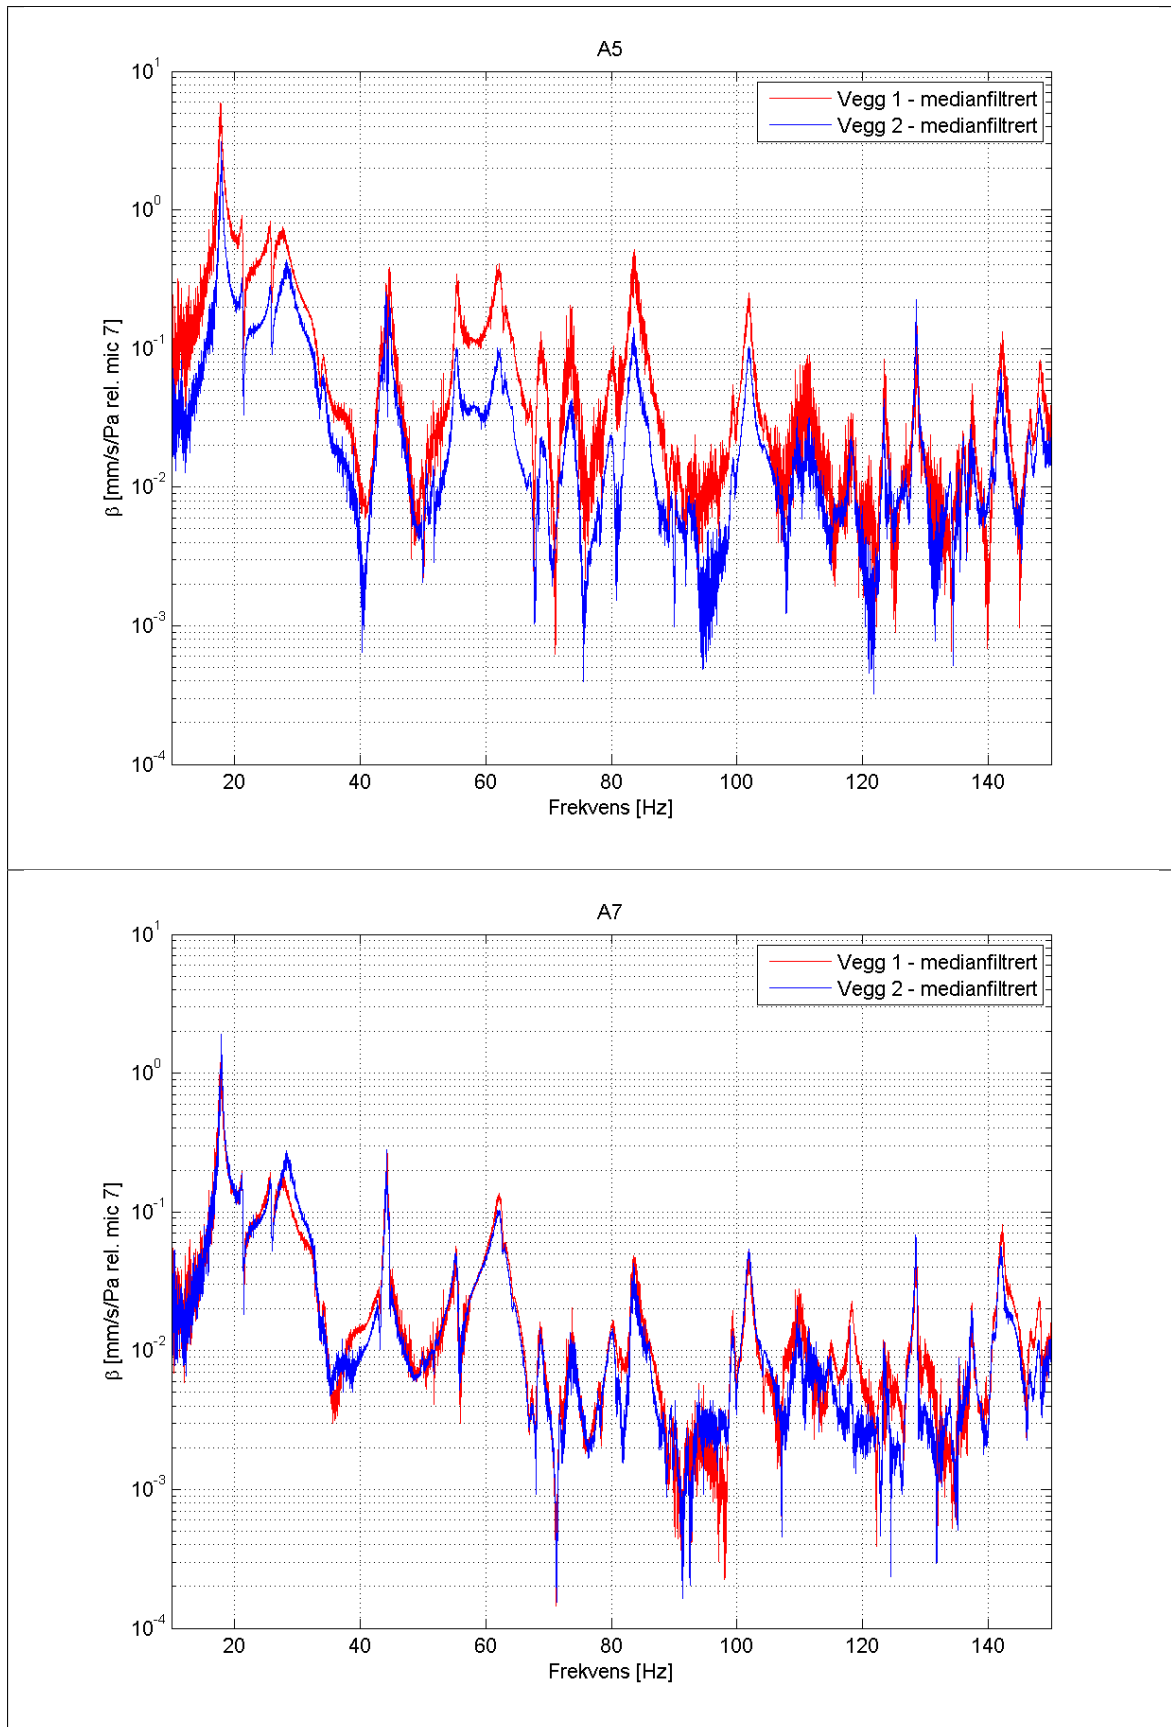 A5
10^1
10^0
10^-1
10^-2
10^-3
10^-4
β [mm/s/Pa rel. mic 7]
Vegg 1 - medianfiltrert
Vegg 2 - medianfiltrert
20 40 60 80 100 120 140
Frekvens [Hz]
A7
10^1
10^0
10^-1
10^-2
10^-3
10^-4
β [mm/s/Pa rel. mic 7]
Vegg 1 - medianfiltrert
Vegg 2 - medianfiltrert
20 40 60 80 100 120 140
Frekvens [Hz]